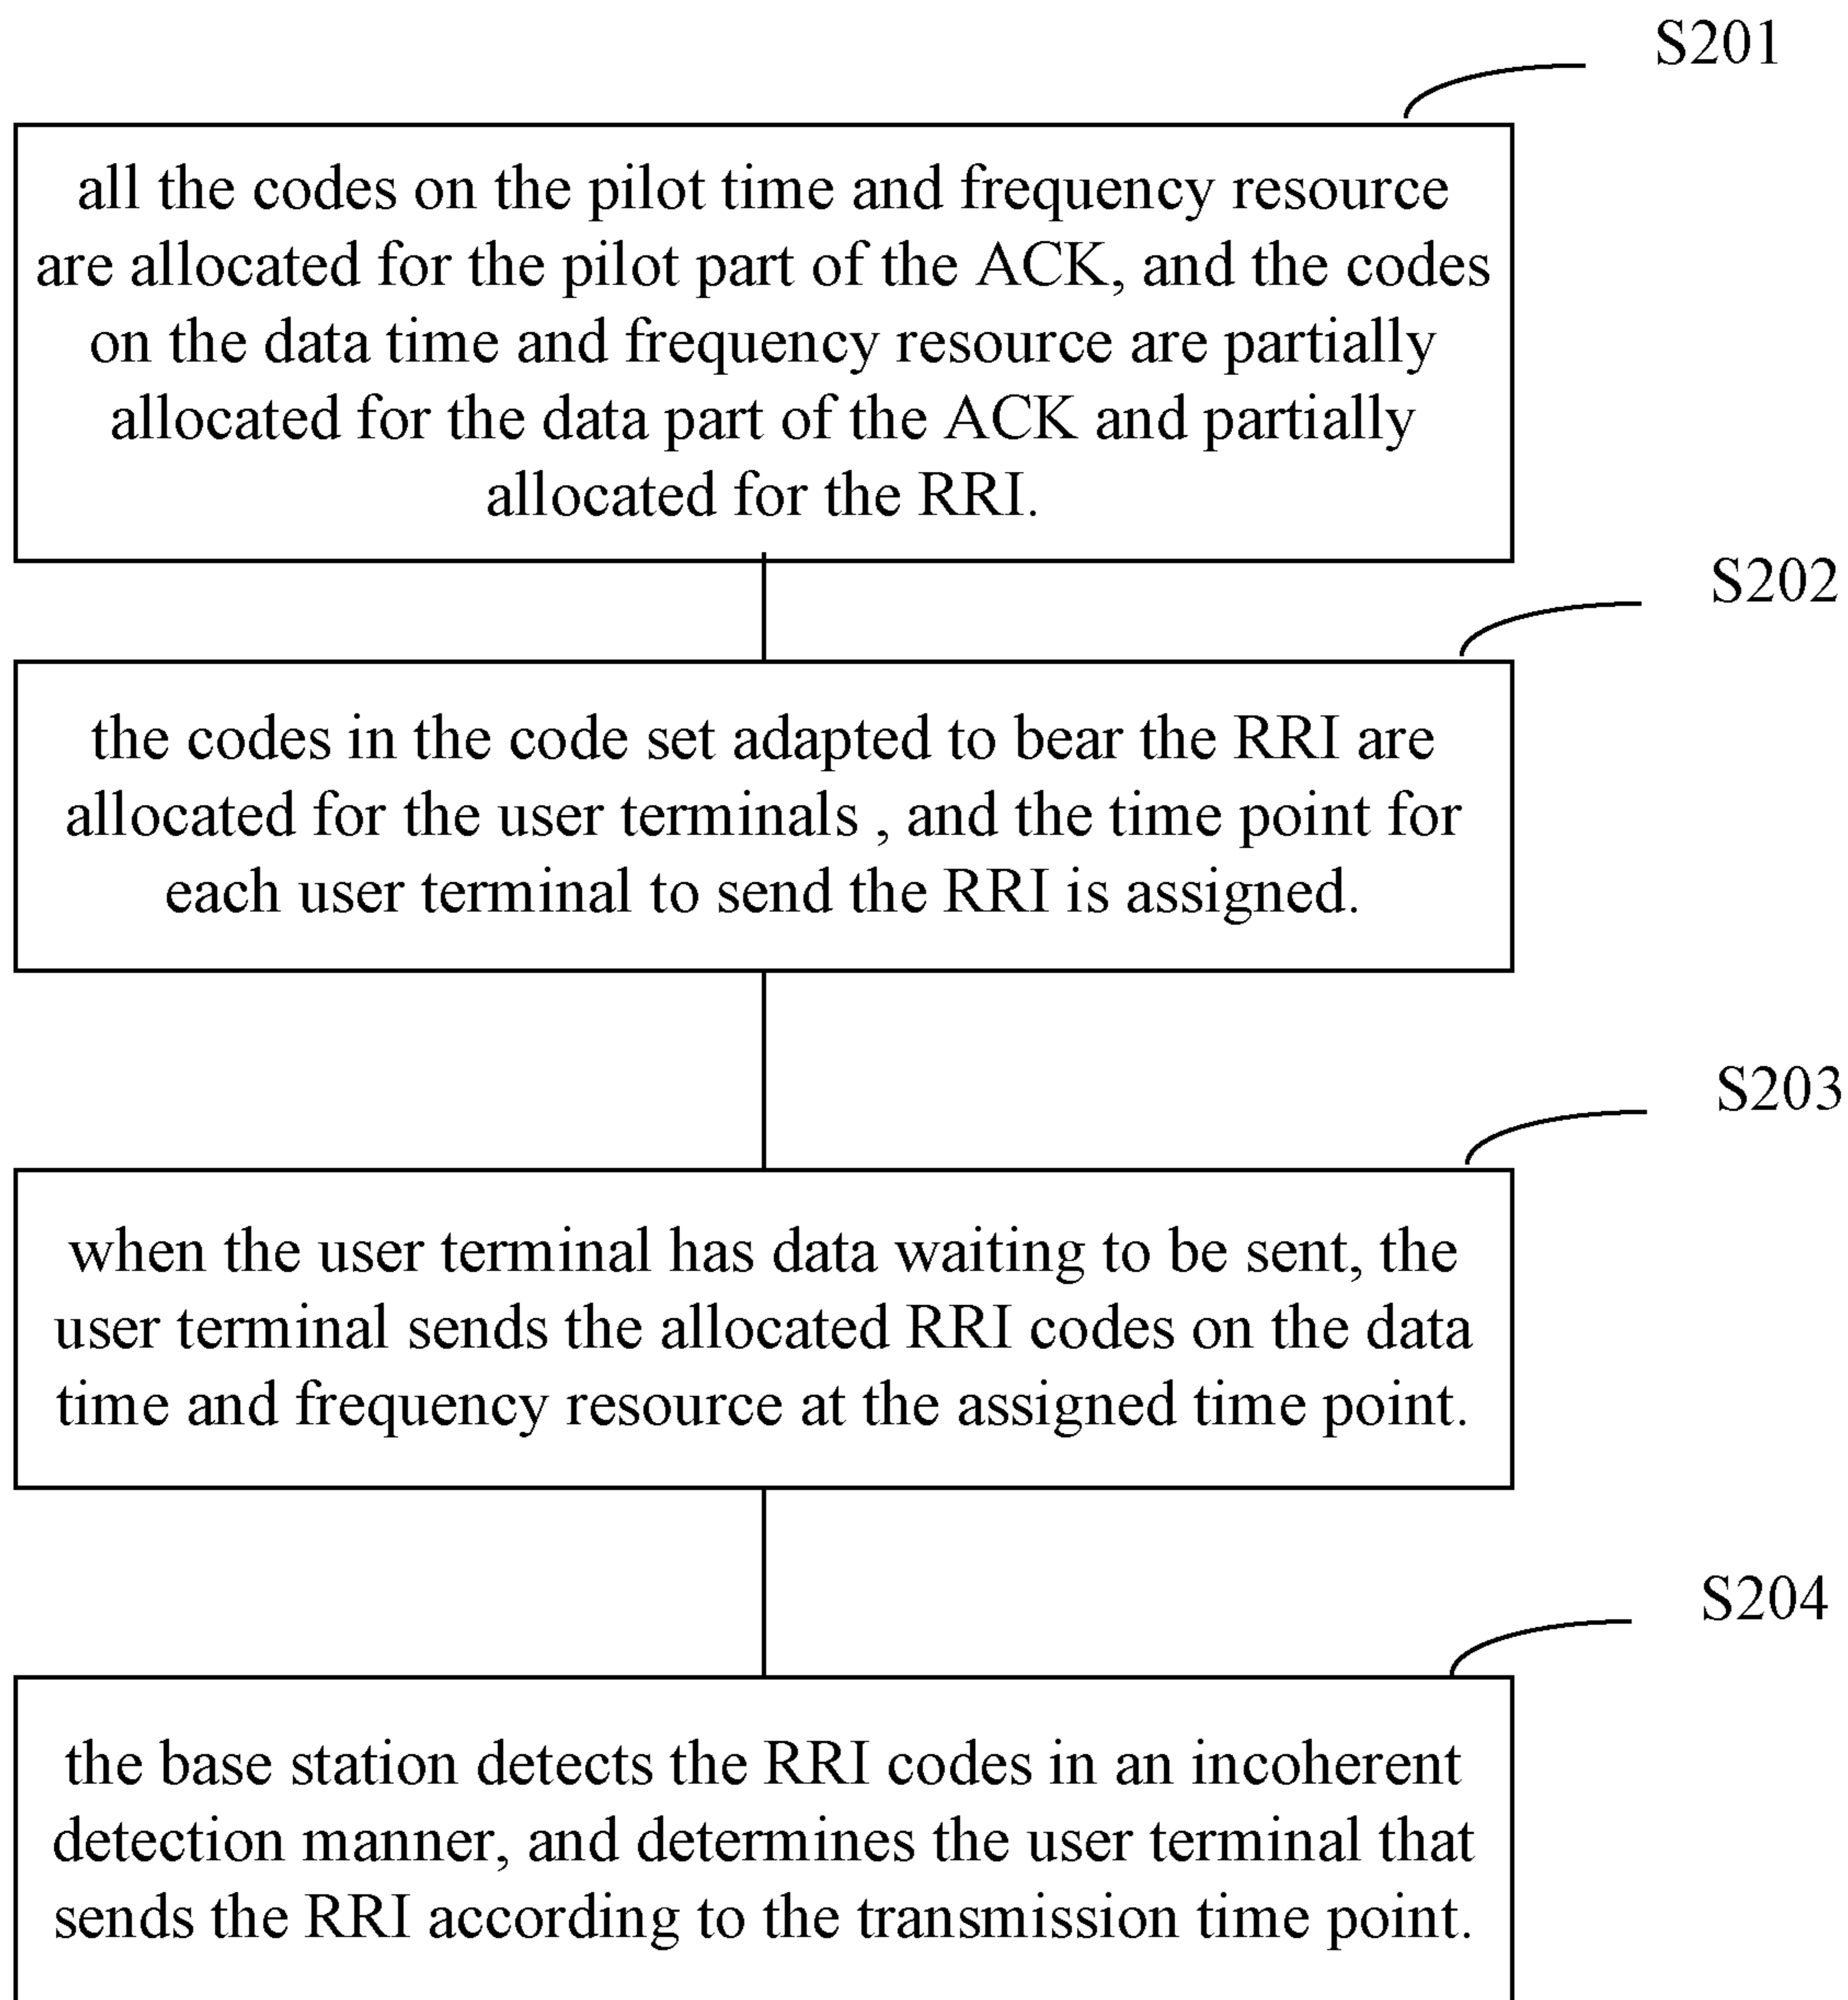 S201
all the codes on the pilot time and frequency resource
are allocated for the pilot part of the ACK, and the codes
on the data time and frequency resource are partially
allocated for the data part of the ACK and partially
allocated for the RRI.
S202
the codes in the code set adapted to bear the RRI are
allocated for the user terminals , and the time point for
each user terminal to send the RRI is assigned.
S203
when the user terminal has data waiting to be sent, the
user terminal sends the allocated RRI codes on the data
time and frequency resource at the assigned time point.
S204
the base station detects the RRI codes in an incoherent
detection manner, and determines the user terminal that
sends the RRI according to the transmission time point.